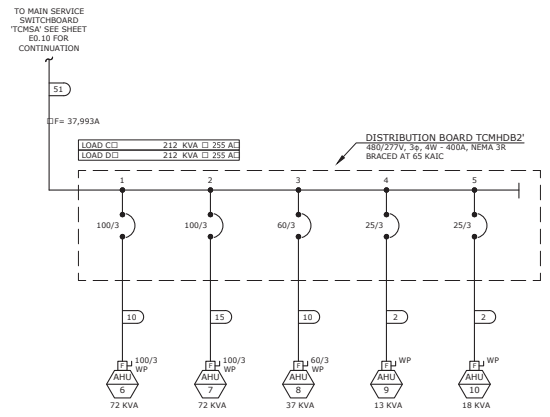 TO MAIN SERVICE
SWITCHBOARD
'TCMSA' SEE SHEET
E0.10 FOR
CONTINUATION
51
□F= 37,993A
LOAD C□ 212 KVA □ 255 A□
LOAD D□ 212 KVA □ 255 A□
DISTRIBUTION BOARD TCMHDB2'
480/277V, 3ϕ, 4W - 400A, NEMA 3R
BRACED AT 65 KAIC
1 2 3 4 5
100/3 100/3 60/3 25/3 25/3
10 15 10 2 2
F 100/3 F 100/3 F 60/3 F WP F WP
WP WP WP
AHU AHU AHU AHU AHU
6 7 8 9 10
72 KVA 72 KVA 37 KVA 13 KVA 18 KVA